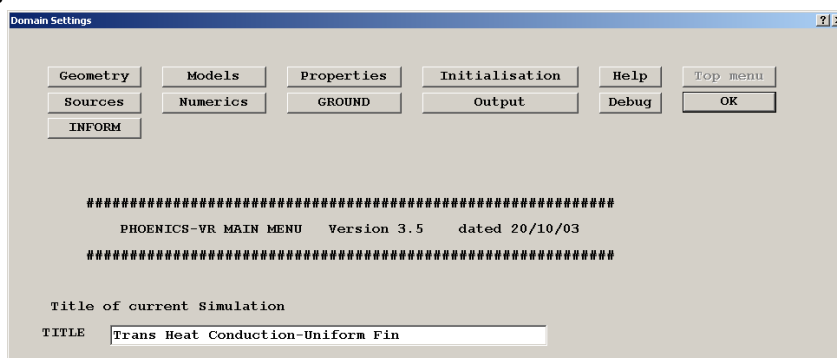 Domain Settings
Geometry Models Properties Initialisation Help Top menu
Sources Numerics GROUND Output Debug OK
INFORM
############################################################
PHOENICS-VR MAIN MENU Version 3.5 dated 20/10/03
############################################################
Title of current Simulation
TITLE Trans Heat Conduction-Uniform Fin